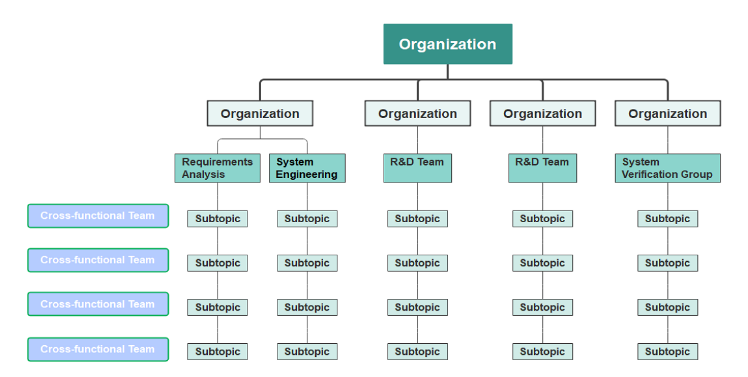 Organization
Organization Organization Organization Organization
Requirements Analysis System Engineering R&D Team R&D Team System Verification Group
Cross-functional Team Subtopic Subtopic Subtopic Subtopic Subtopic
Cross-functional Team Subtopic Subtopic Subtopic Subtopic Subtopic
Cross-functional Team Subtopic Subtopic Subtopic Subtopic Subtopic
Cross-functional Team Subtopic Subtopic Subtopic Subtopic Subtopic